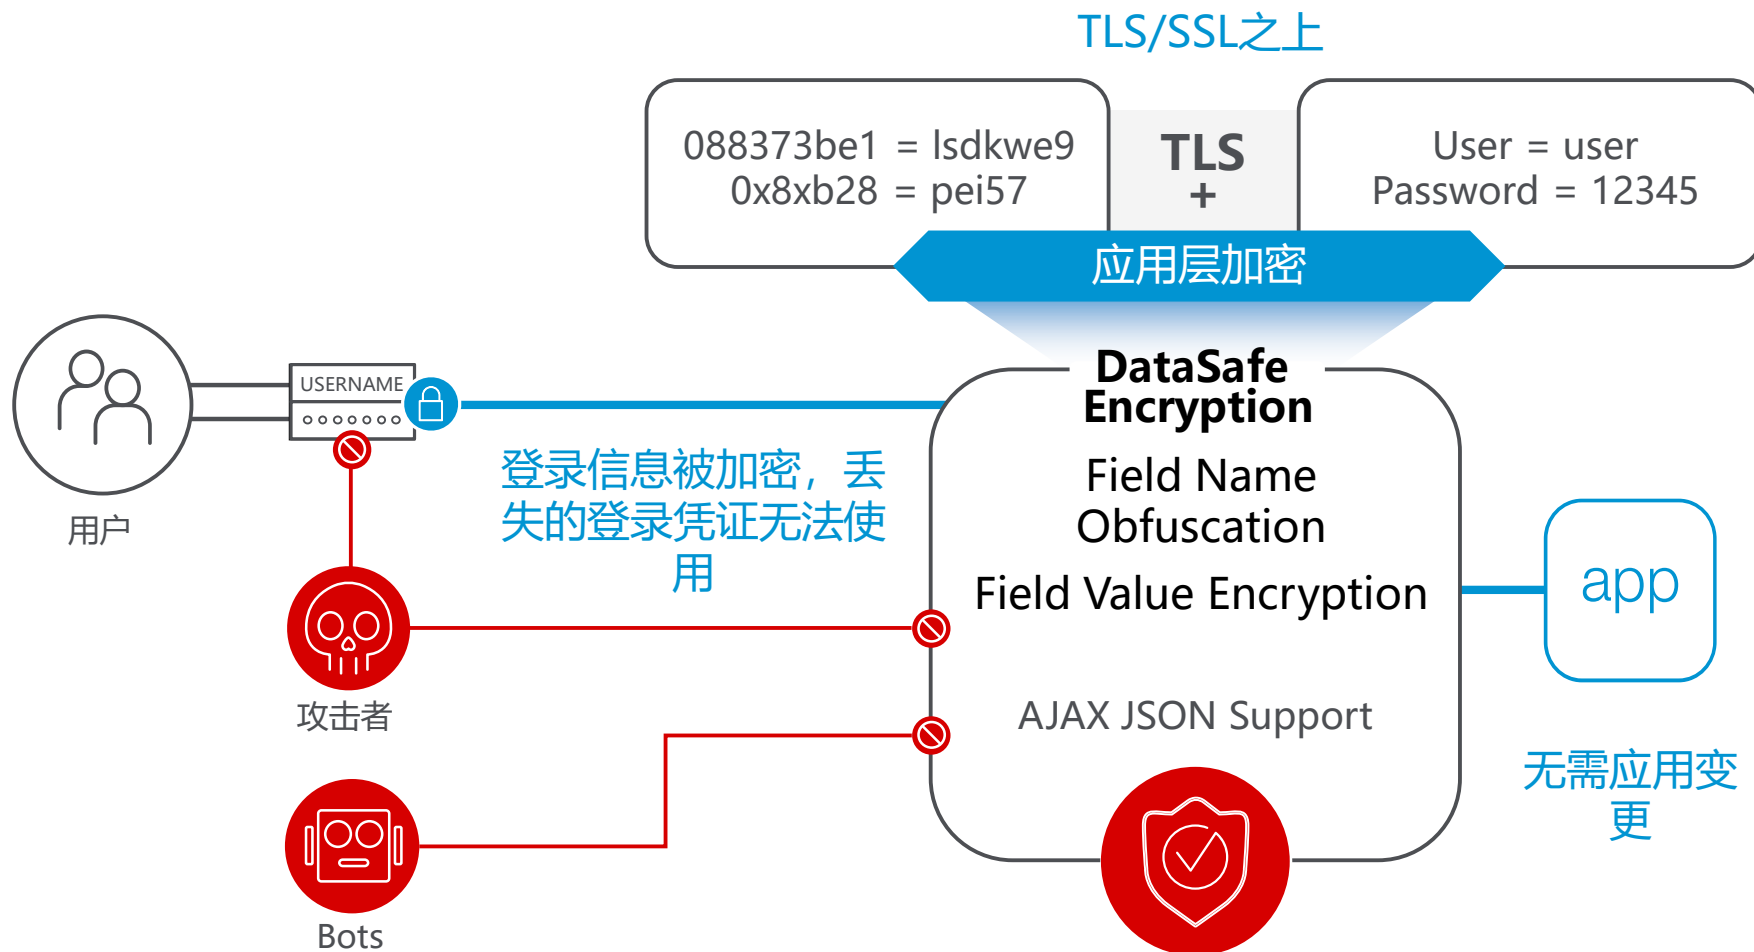 TLS/SSL之上
088373be1 = lsdkwe9
0x8xb28 = pei57
TLS
+
User = user
Password = 12345
应用层加密
DataSafe
Encryption
Field Name
Obfuscation
Field Value Encryption
AJAX JSON Support
USERNAME
用户
登录信息被加密，丢
失的登录凭证无法使
用
攻击者
Bots
app
无需应用变
更